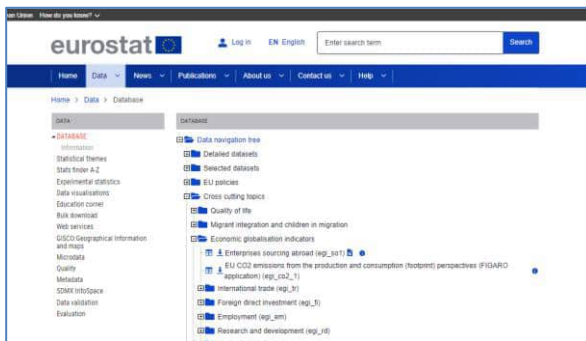 an Union How do you know?
eurostat
Log in EN English Enter search term Search
Home Data News Publications About us Contact us Help
Home > Data > Database
DATA
DATABASE
Information
Statistical themes
Stats finder A-Z
Experimental statistics
Data visualisations
Education corner
Bulk download
Web services
GISCO:Geographical Information
and maps
Microdata
Quality
Metadata
SDMX InfoSpace
Data validation
Evaluation
DATABASE
Data navigation tree
Detailed datasets
Selected datasets
EU policies
Cross cutting topics
Quality of life
Migrant integration and children in migration
Economic globalisation indicators
Enterprises sourcing abroad (egi_so1)
EU CO2 emissions from the production and consumption (footprint) perspectives (FIGARO
application) (egi_co2_1)
International trade (egi_tr)
Foreign direct investment (egi_fi)
Employment (egi_em)
Research and development (egi_rd)